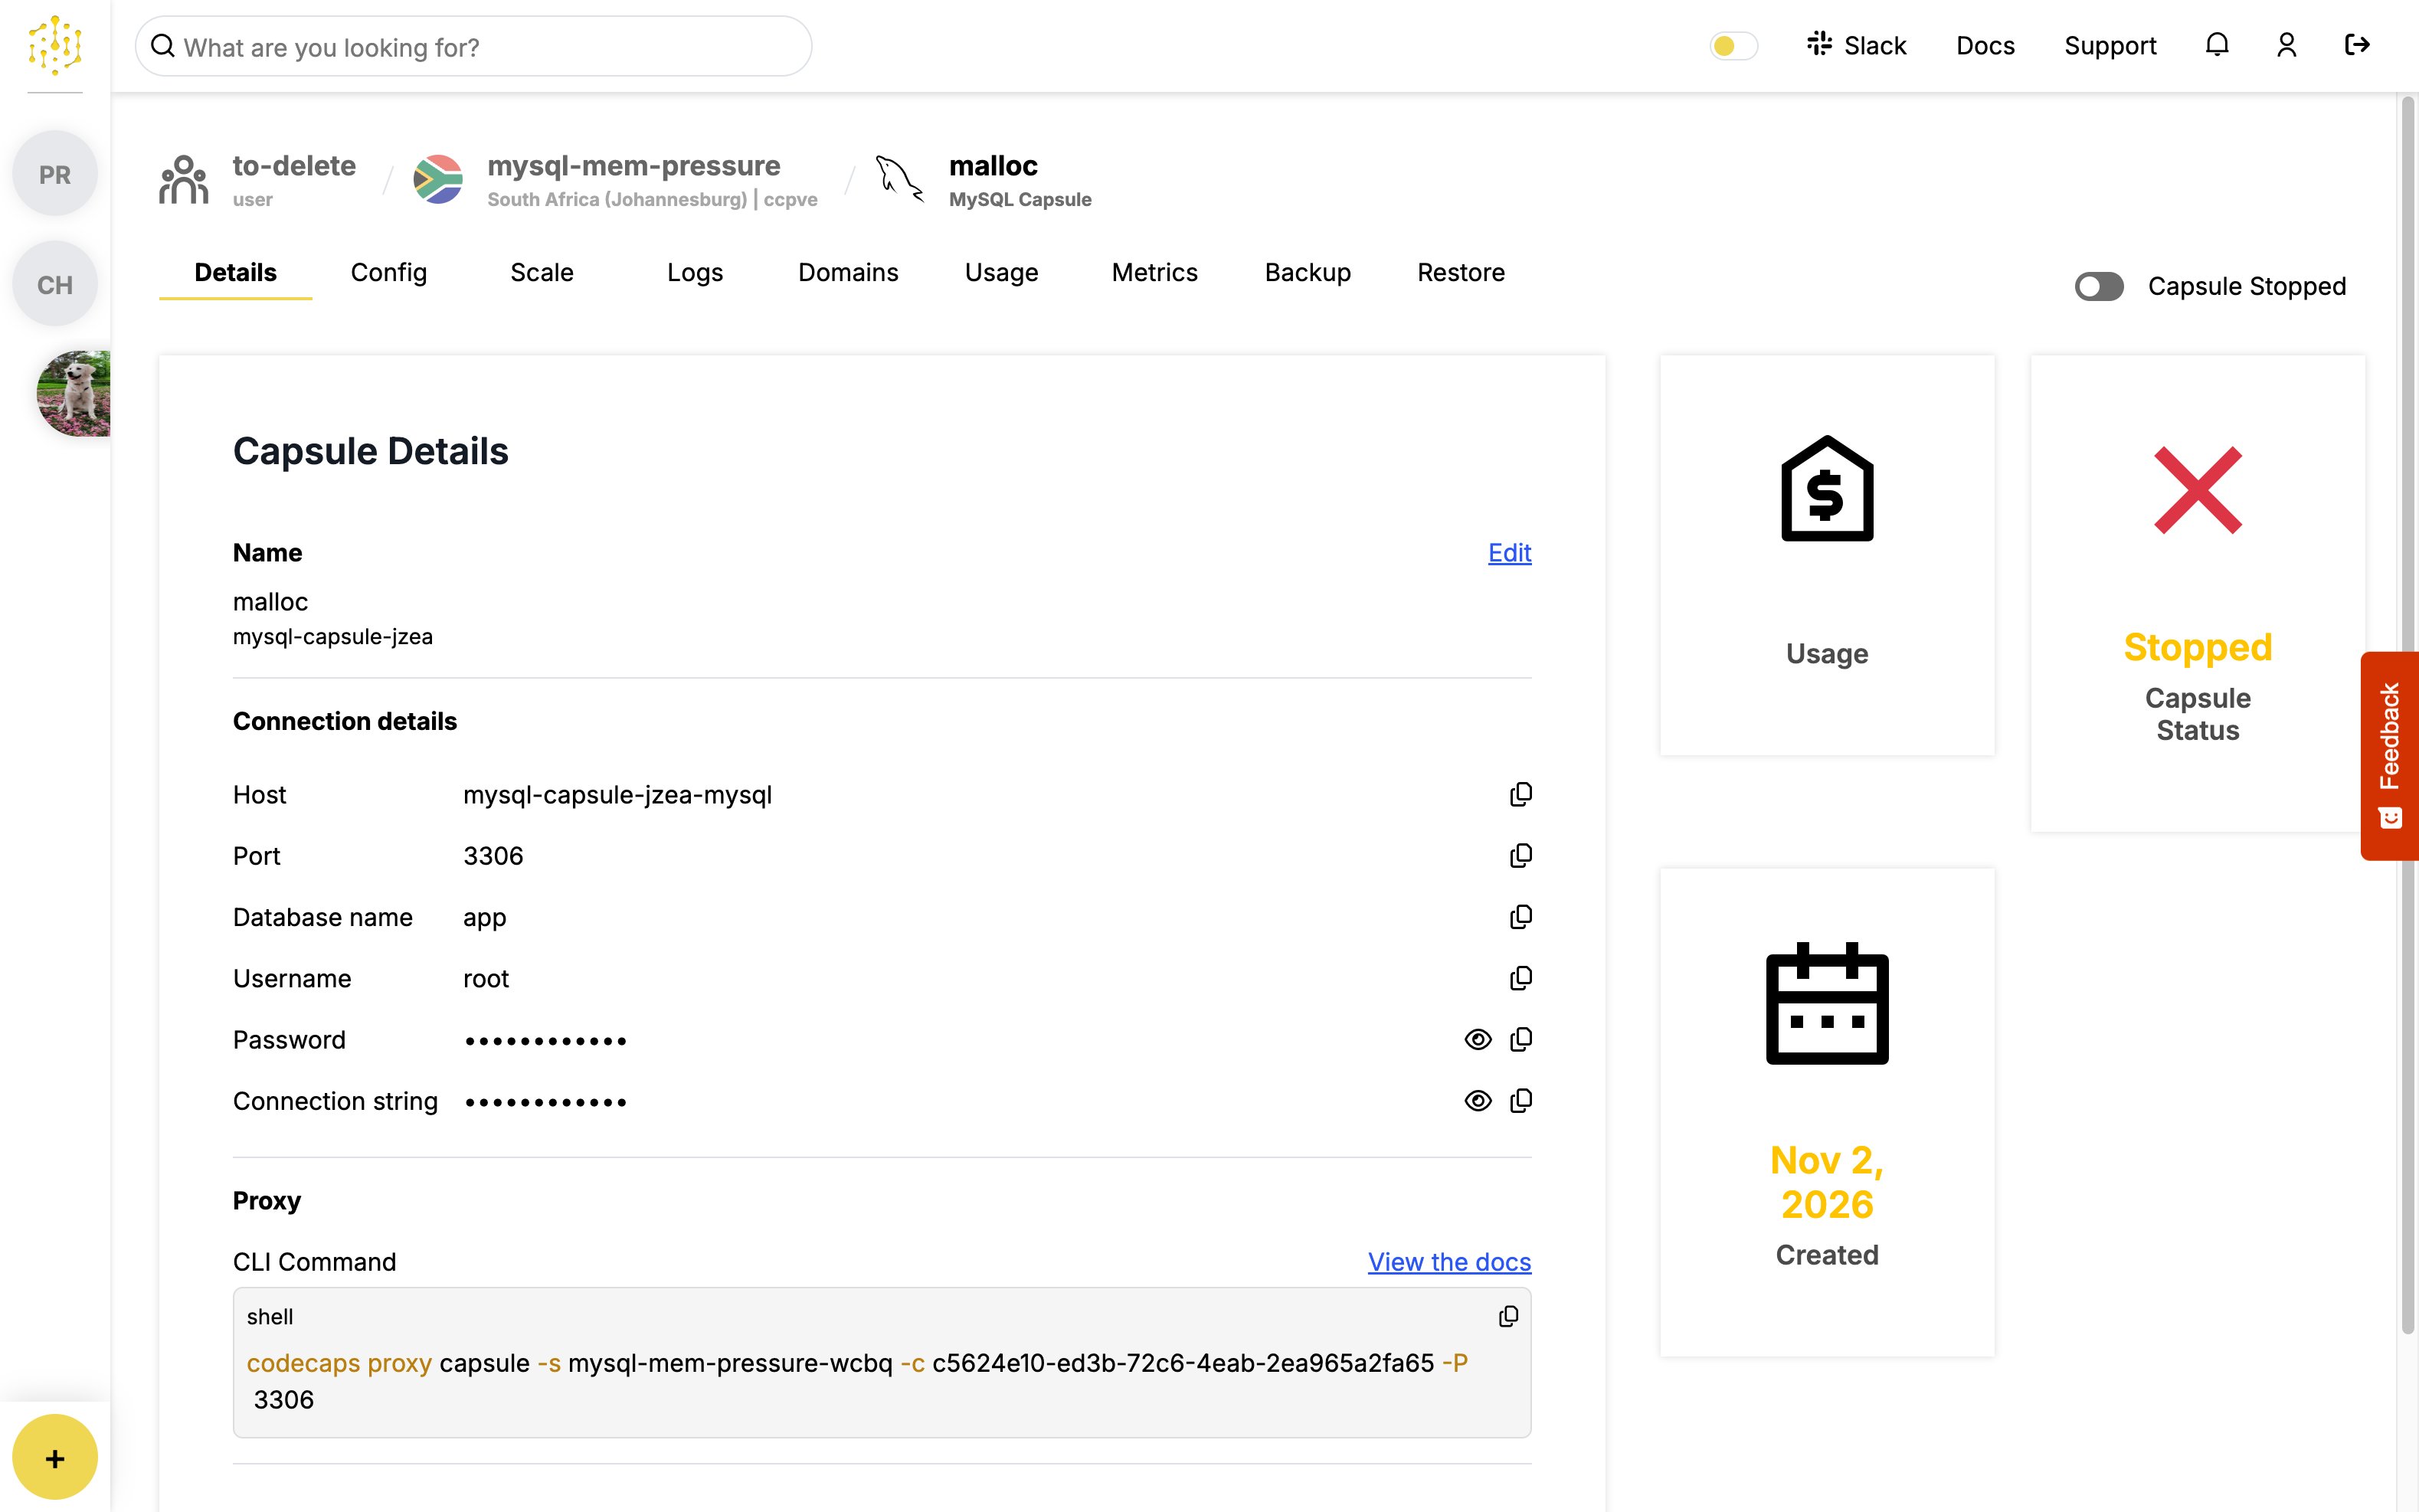 What are you looking for?
Slack
Docs
Support
PR
CH
to-delete
user
/
mysql-mem-pressure
South Africa (Johannesburg) | ccpve
/
malloc
MySQL Capsule
Details
Config
Scale
Logs
Domains
Usage
Metrics
Backup
Restore
Capsule Stopped
Capsule Details
Name
Edit
malloc
mysql-capsule-jzea
Connection details
Host
mysql-capsule-jzea-mysql
Port
3306
Database name
app
Username
root
Password
••••••••••••
Connection string
••••••••••••
Proxy
CLI Command
View the docs
shell
codecaps proxy capsule -s mysql-mem-pressure-wcbq -c c5624e10-ed3b-72c6-4eab-2ea965a2fa65 -P
3306
Usage
Stopped
Capsule
Status
Nov 2,
2026
Created
Feedback
+